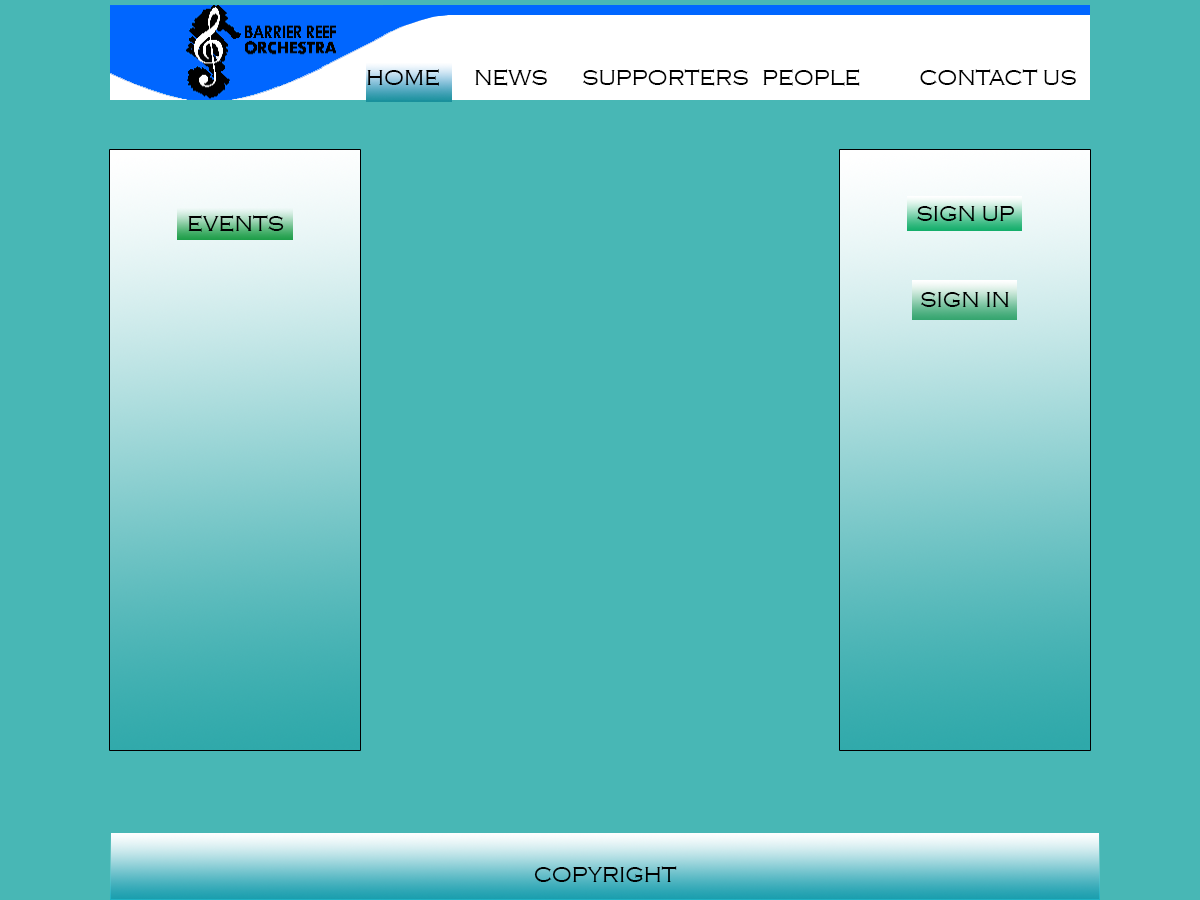 BARRIER REEF
ORCHESTRA
HOME NEWS SUPPORTERS PEOPLE CONTACT US
EVENTS
SIGN UP
SIGN IN
COPYRIGHT